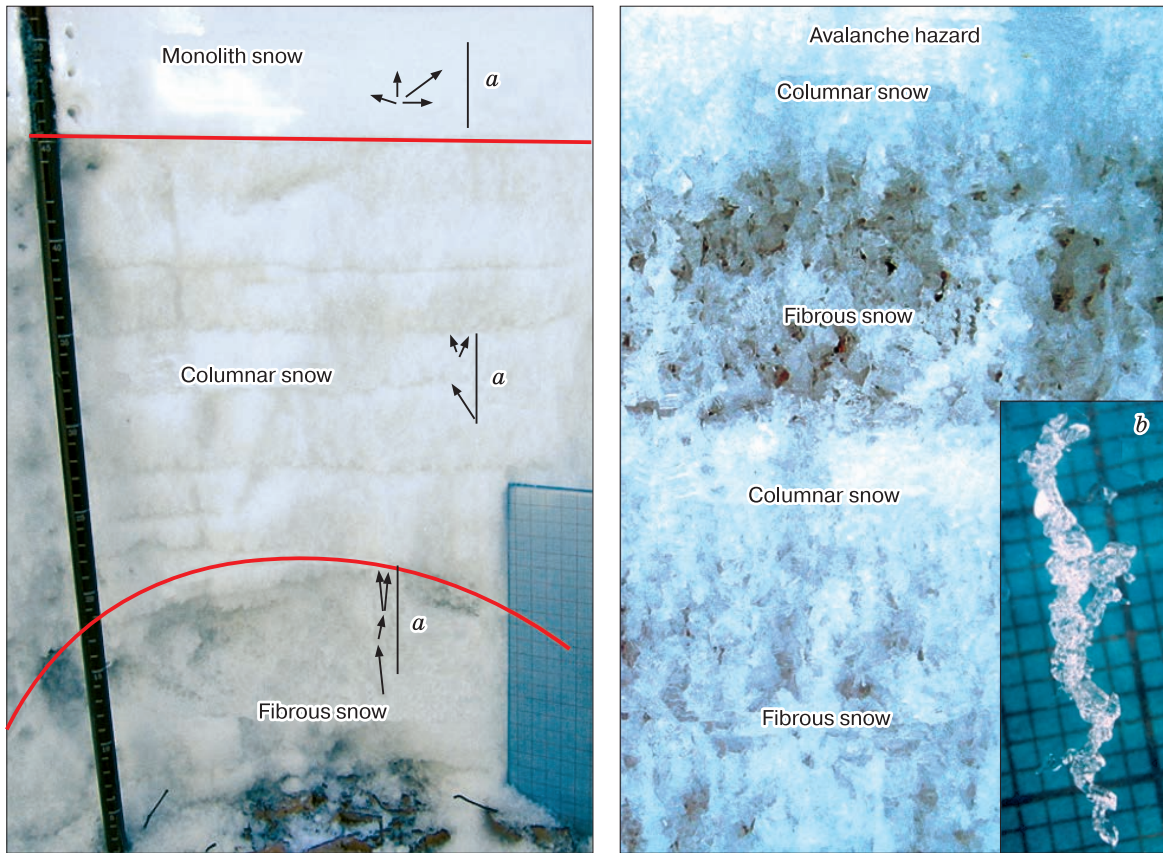 Monolith snow
a
Columnar snow
a
a
Fibrous snow
Avalanche hazard
Columnar snow
Fibrous snow
Columnar snow
Fibrous snow
b